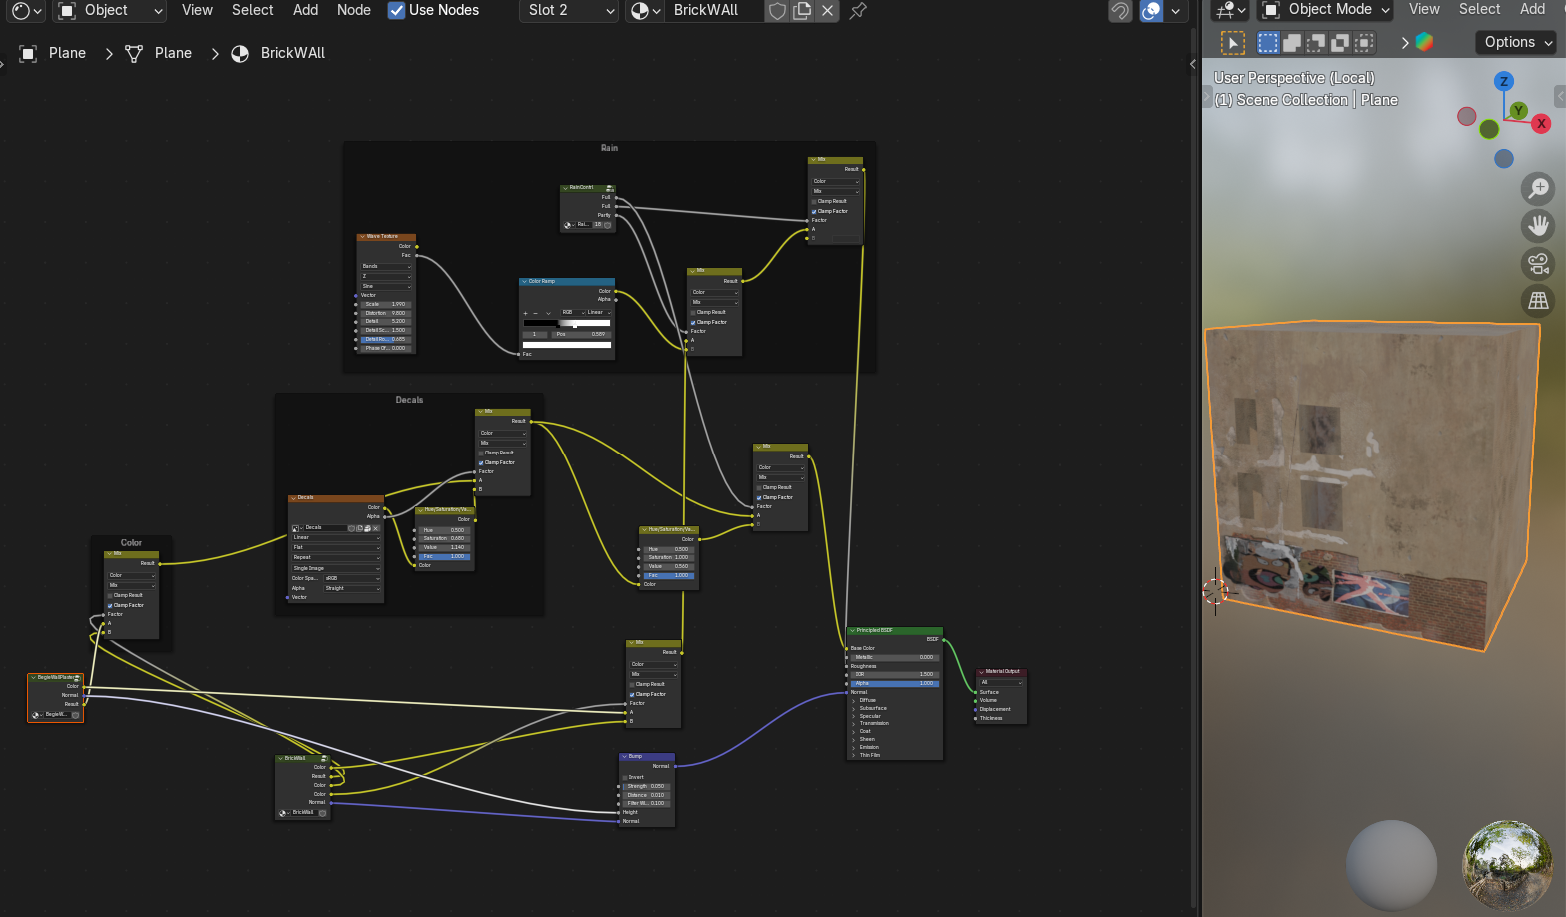 Object
View
Select
Add
Node
Use Nodes
Slot 2
BrickWAll
Object Mode
View
Select
Add
Plane
Plane
BrickWAll
Options
User Perspective (Local)
(1) Scene Collection | Plane
Z
Y
X
Rain
Mix
Result
Color
Mix
Clamp Result
Clamp Factor
Factor
A
B
RainContrl
Full
Full
Partly
Rai...
18
Wave Texture
Color
Fac
Bands
Z
Sine
Vector
Scale 1.990
Distortion 9.800
Detail 5.200
Detail Sc... 1.500
Detail Ro... 0.685
Phase Of... 0.000
Color Ramp
Color
Alpha
RGB
Linear
1
Pos 0.589
Fac
Mix
Result
Color
Mix
Clamp Result
Clamp Factor
Factor
A
B
Decals
Mix
Result
Color
Mix
Clamp Result
Clamp Factor
Factor
A
B
Decals
Color
Alpha
Decals
Linear
Flat
Repeat
Single Image
Color Spa... sRGB
Alpha Straight
Vector
Hue/Saturation/Va...
Color
Hue 0.500
Saturation 0.680
Value 1.140
Fac 1.000
Color
Mix
Result
Color
Mix
Clamp Result
Clamp Factor
Factor
A
B
Hue/Saturation/Va...
Color
Hue 0.500
Saturation 1.000
Value 0.560
Fac 1.000
Color
Color
Mix
Result
Color
Mix
Clamp Result
Clamp Factor
Factor
A
B
BegieWallPlaster
Color
Normal
Result
BegieW...
Mix
Result
Color
Mix
Clamp Result
Clamp Factor
Factor
A
B
BrickWall
Color
Result
Color
Color
Normal
BrickWall
Bump
Normal
Invert
Strength 0.050
Distance 0.010
Filter Wi... 0.100
Height
Normal
Principled BSDF
BSDF
Base Color
Metallic 0.000
Roughness
IOR 1.500
Alpha 1.000
Normal
Diffuse
Subsurface
Specular
Transmission
Coat
Sheen
Emission
Thin Film
Material Output
All
Surface
Volume
Displacement
Thickness